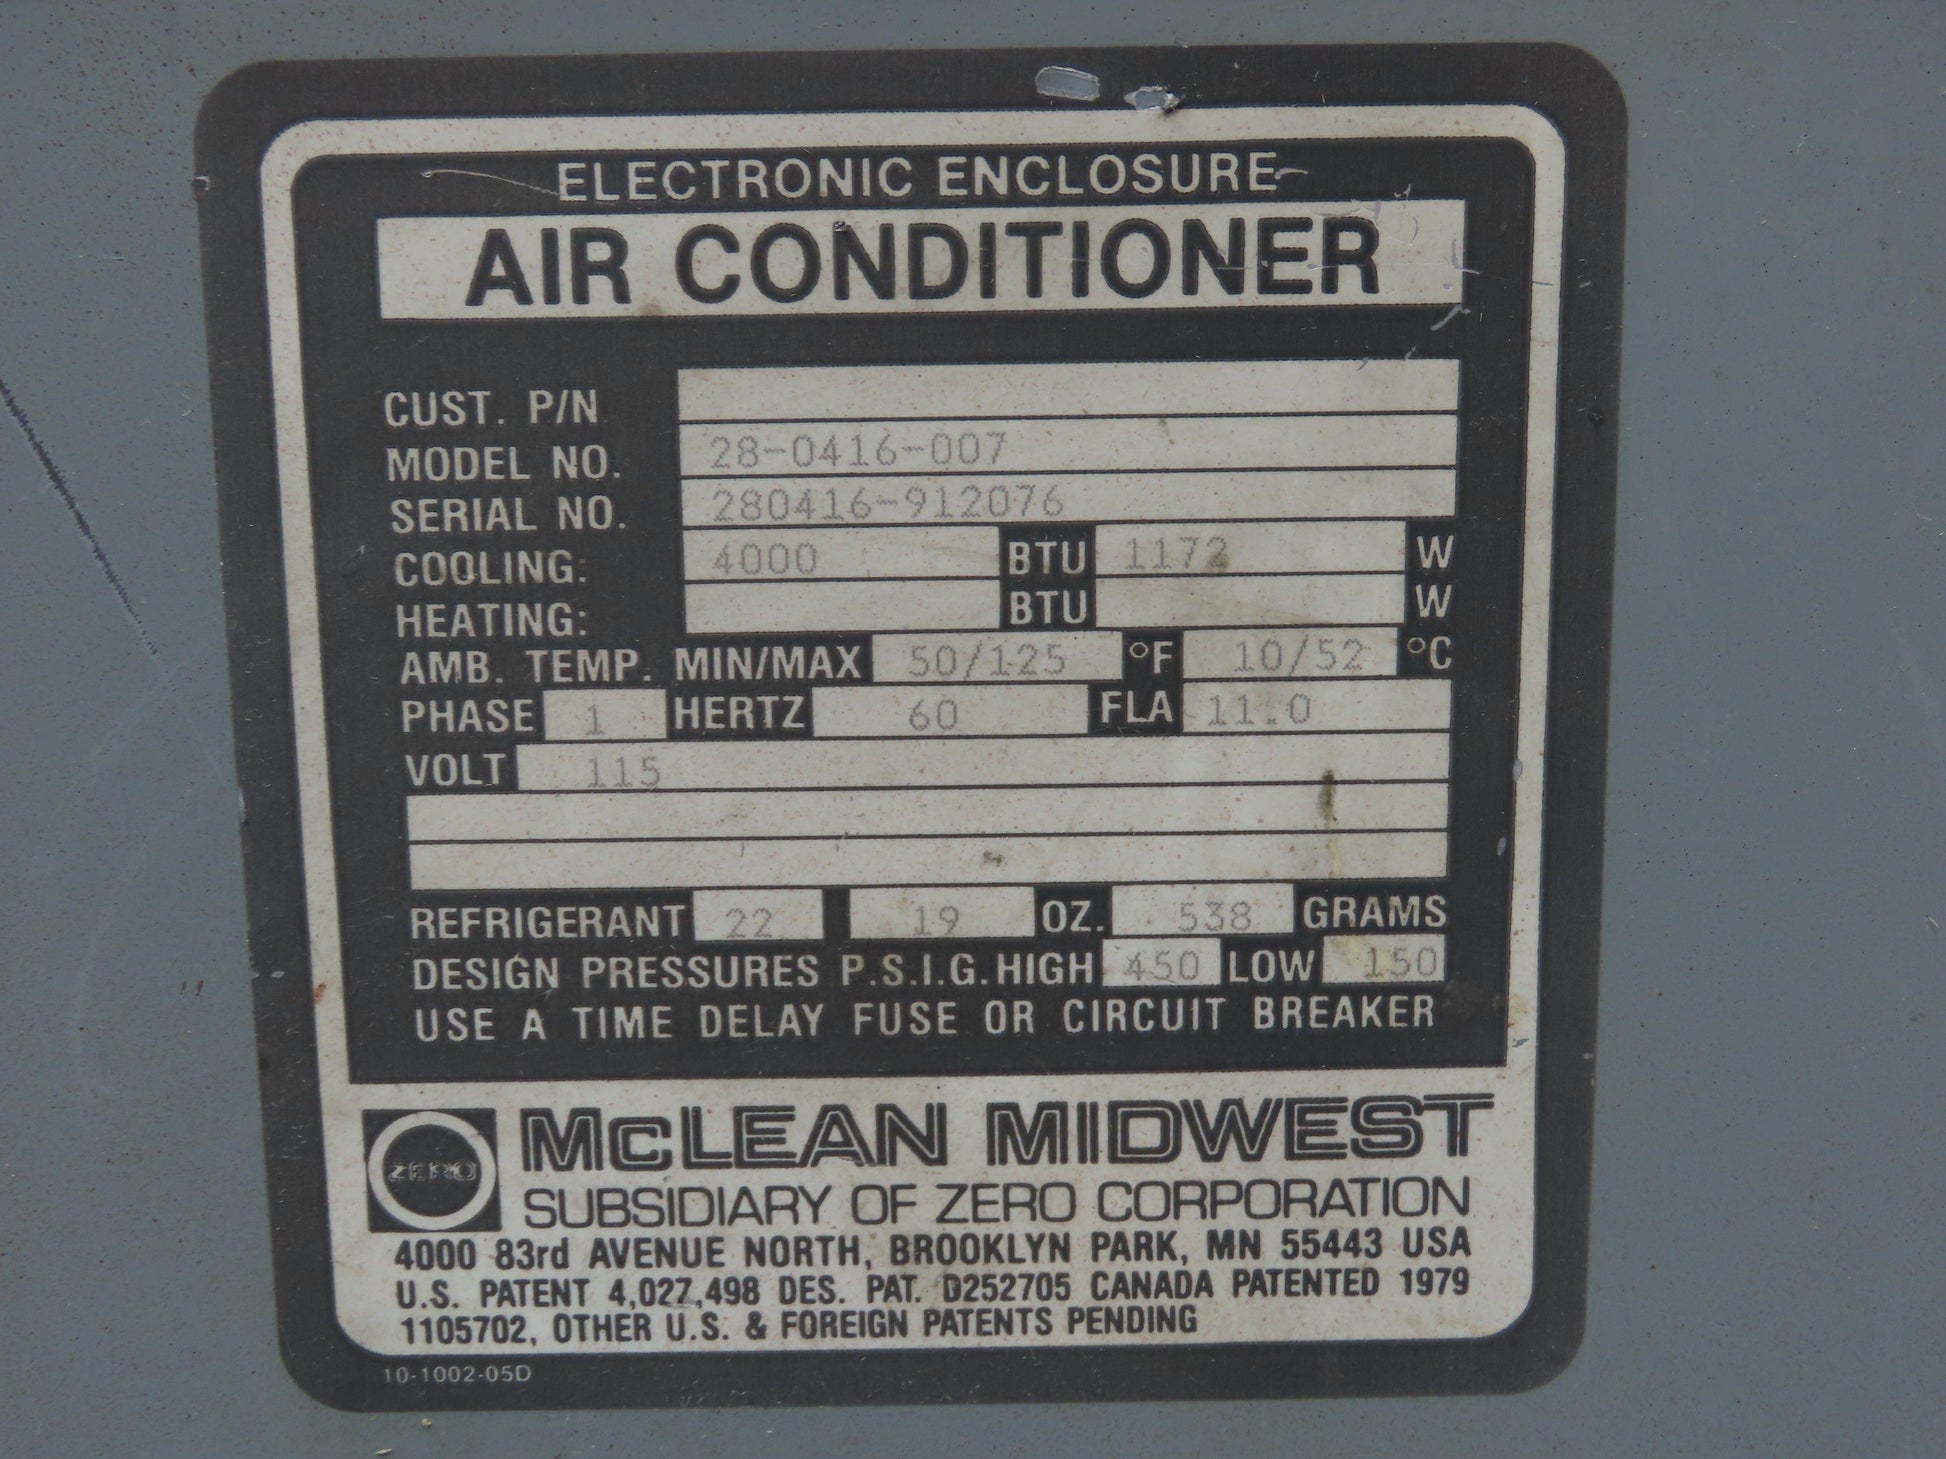 ELECTRONIC ENCLOSURE
AIR CONDITIONER
CUST. P/N
MODEL NO. 28-0416-007
SERIAL NO. 280416-912076
COOLING: 4000 BTU 1172 W
HEATING: BTU W
AMB. TEMP. MIN/MAX 50/125 °F 10/52 °C
PHASE 1 HERTZ 60 FLA 11.0
VOLT 115
REFRIGERANT 22 19 OZ. 538 GRAMS
DESIGN PRESSURES P.S.I.G. HIGH 450 LOW 150
USE A TIME DELAY FUSE OR CIRCUIT BREAKER
ZERO McLEAN MIDWEST
SUBSIDIARY OF ZERO CORPORATION
4000 83rd AVENUE NORTH, BROOKLYN PARK, MN 55443 USA
U.S. PATENT 4,027,498 DES. PAT. D252705 CANADA PATENTED 1979
1105702, OTHER U.S. & FOREIGN PATENTS PENDING
10-1002-05D